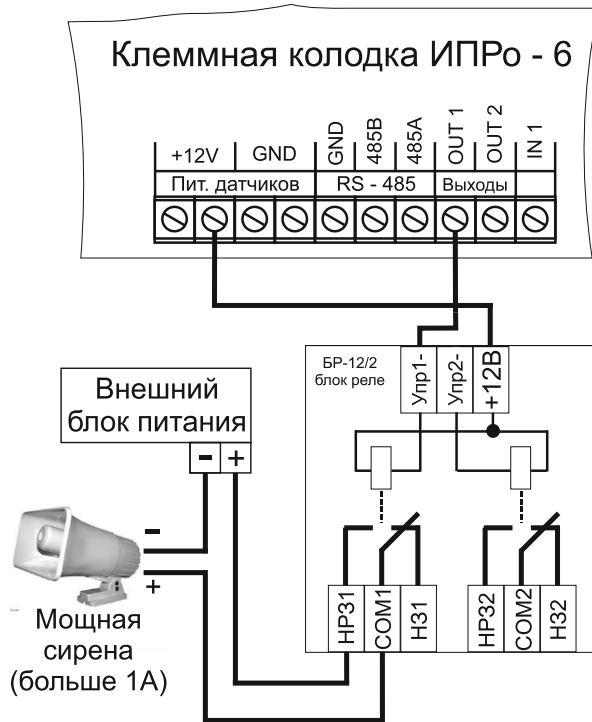 Клеммная колодка ИПРо - 6
+12V GND GND 485B 485A OUT 1 OUT 2 IN 1
Пит. датчиков RS - 485 Выходы
БР-12/2
блок реле
Упр1- Упр2- +12В
Внешний
блок питания
- +
-
+
Мощная
сирена
(больше 1А)
НР31 COM1 Н31 НР32 COM2 Н32